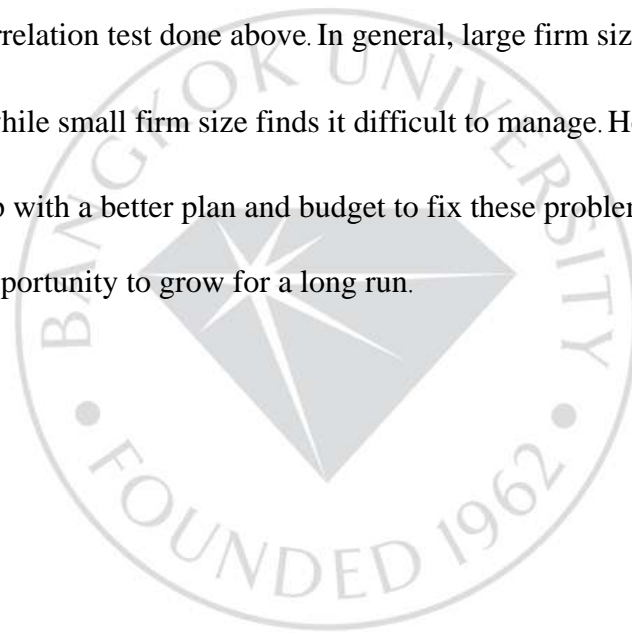 rrelation test done above. In general, large firm siz
hile small firm size finds it difficult to manage. H
with a better plan and budget to fix these problem
portunity to grow for a long run.
BANGKOK UNIVERSITY
• FOUNDED 1962 •